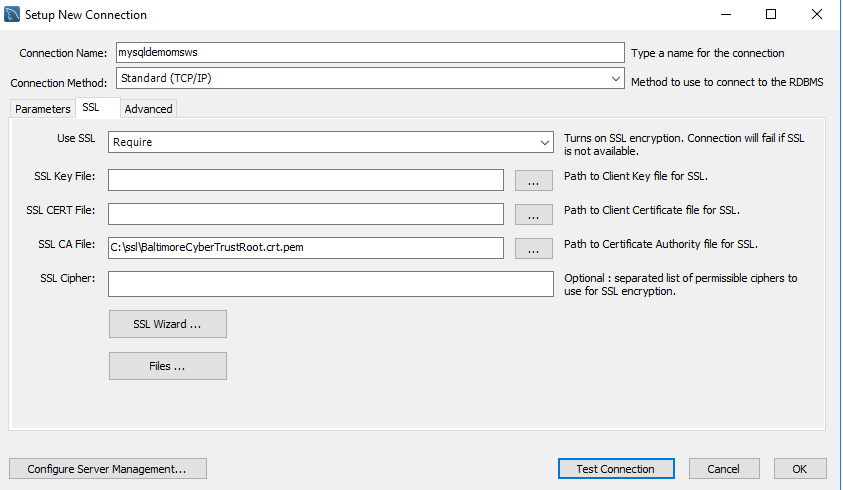 Setup New Connection
Connection Name: mysqldemomsws Type a name for the connection
Connection Method: Standard (TCP/IP) Method to use to connect to the RDBMS
Parameters SSL Advanced
Use SSL Require Turns on SSL encryption. Connection will fail if SSL
is not available.
SSL Key File: ... Path to Client Key file for SSL.
SSL CERT File: ... Path to Client Certificate file for SSL.
SSL CA File: C:\ssl\BaltimoreCyberTrustRoot.crt.pem ... Path to Certificate Authority file for SSL.
SSL Cipher: Optional : separated list of permissible ciphers to
use for SSL encryption.
SSL Wizard ...
Files ...
Configure Server Management... Test Connection Cancel OK